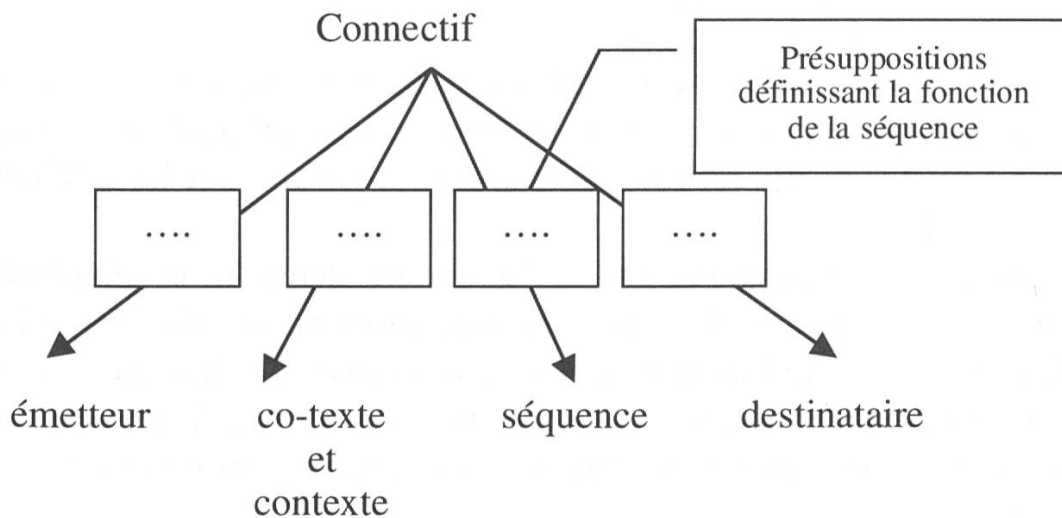 Connectif
Présuppositions
définissant la fonction
de la séquence
....
....
....
....
émetteur
co-texte
et
contexte
séquence
destinataire